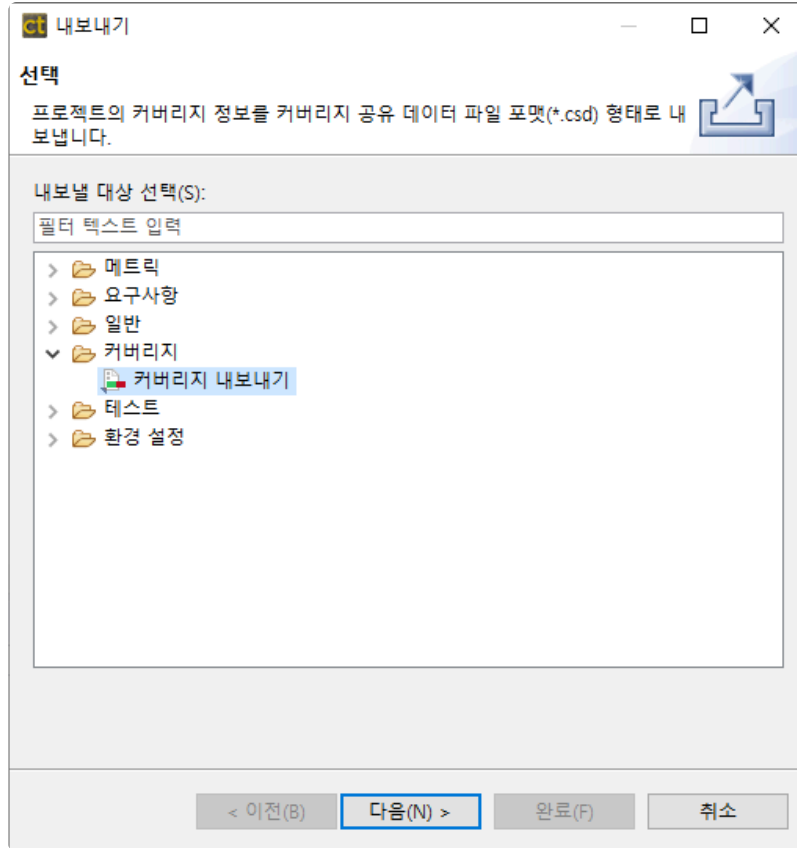 ct 내보내기
선택
프로젝트의 커버리지 정보를 커버리지 공유 데이터 파일 포맷(*.csd) 형태로 내
보냅니다.
내보낼 대상 선택(S):
필터 텍스트 입력
메트릭
요구사항
일반
커버리지
커버리지 내보내기
테스트
환경 설정
< 이전(B) 다음(N) > 완료(F) 취소